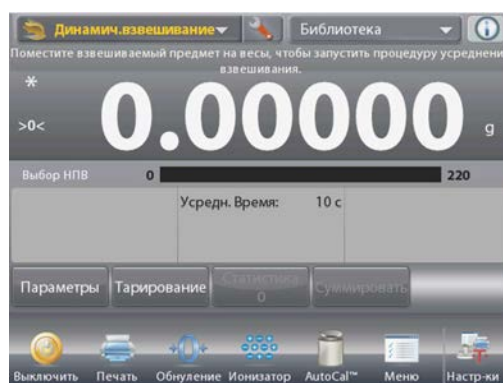 Динамич.взвешивание Библиотека
Поместите взвешиваемый предмет на весы, чтобы запустить процедуру усреднени
взвешивания.
*
>0< 0.00000 g
Выбор НПВ 0 220
Усредн. Время: 10 с
Параметры Тарирование Статистика Суммировать
0
Выключить Печать Обнуление Ионизатор AutoCal™ Меню Настр-ки